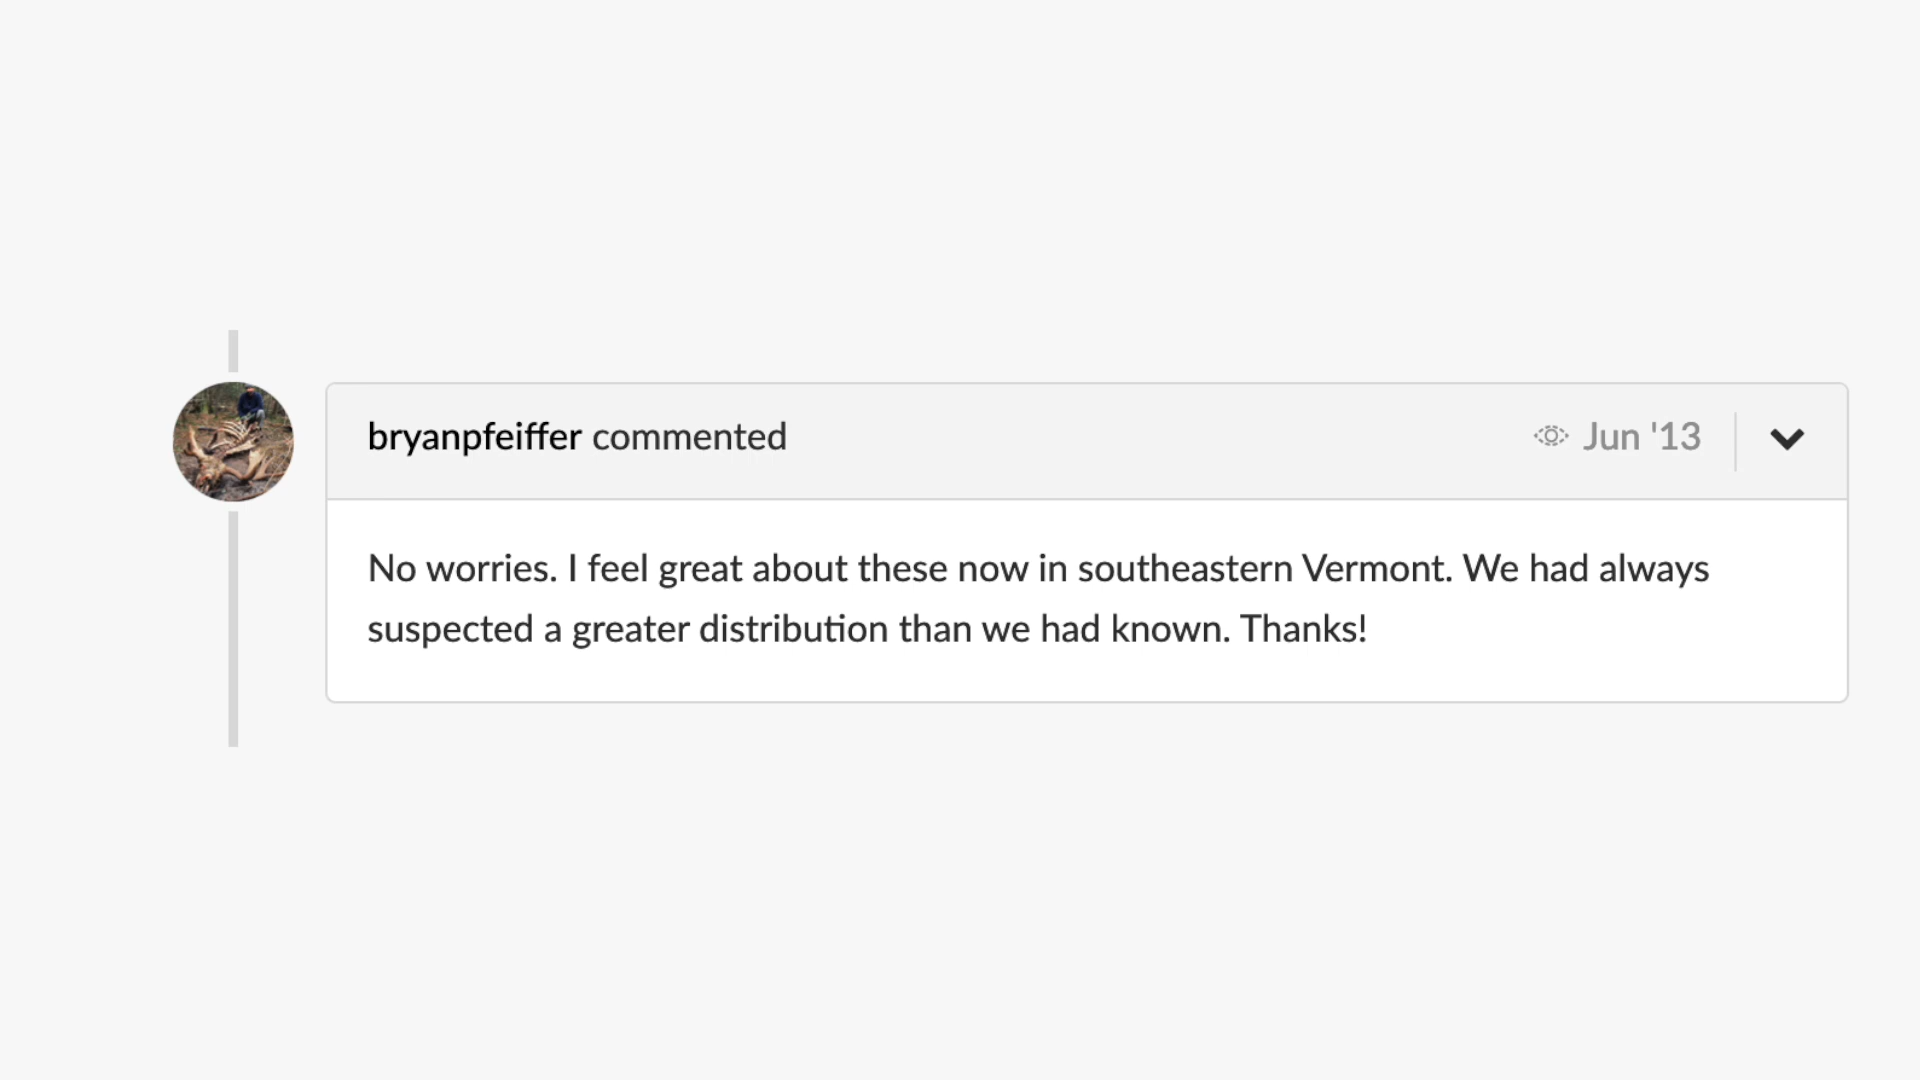 bryanpfeiffer commented
Jun '13
No worries. I feel great about these now in southeastern Vermont. We had always
suspected a greater distribution than we had known. Thanks!